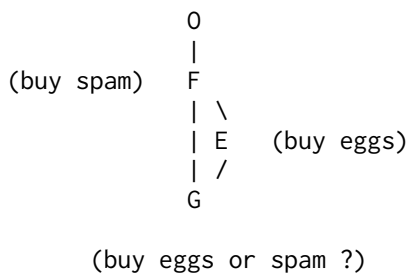 O
|
(buy spam) F
| \
| E (buy eggs)
| /
G
(buy eggs or spam ?)